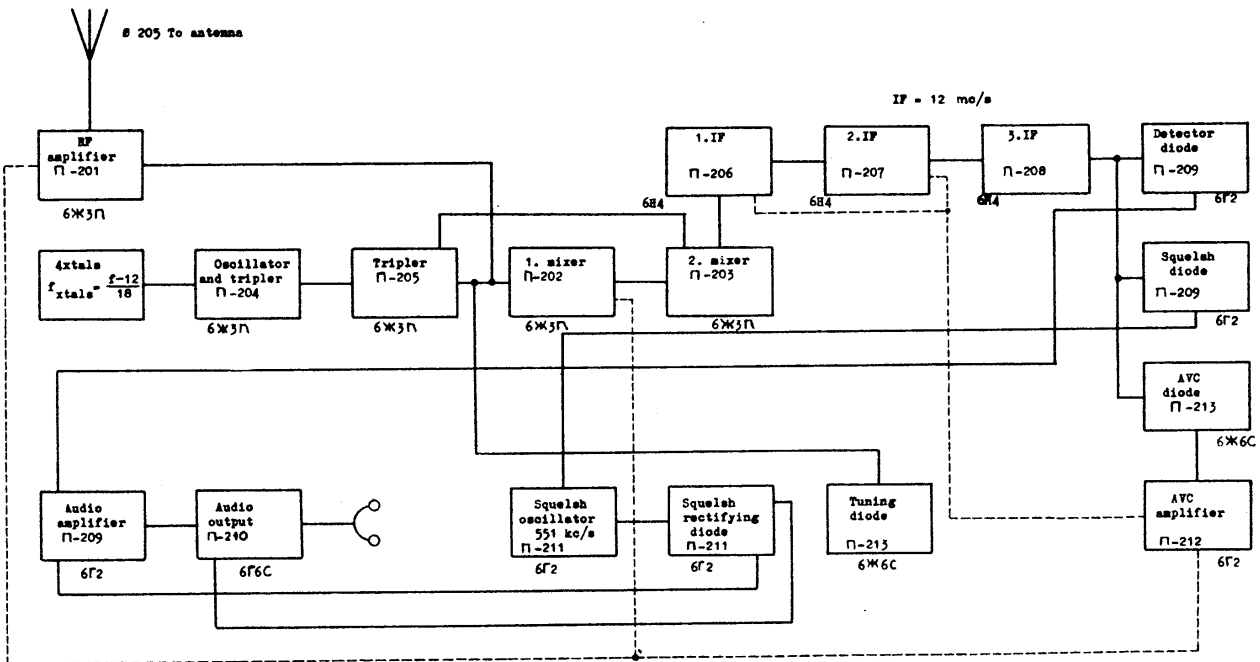 Ø 205 To antenna
IF = 12 mc/s
RF
amplifier
П-201
6Ж3П
1.IF
П-206
6Н4
2.IF
П-207
6Н4
3.IF
П-208
6Н4
Detector
diode
П-209
6Г2
4xtals
f xtals = f-12
18
Oscillator
and tripler
П-204
6Ж3П
Tripler
П-205
6Ж3П
1. mixer
П-202
6Ж3П
2. mixer
П-203
6Ж3П
Squelsh
diode
П-209
6Г2
AVC
diode
П-213
6Ж6С
Audio
amplifier
П-209
6Г2
Audio
output
П-210
6Г6С
Squelsh
oscillator
551 kc/s
П-211
6Г2
Squelsh
rectifying
diode
П-211
6Г2
Tuning
diode
П-213
6Ж6С
AVC
amplifier
П-212
6Г2